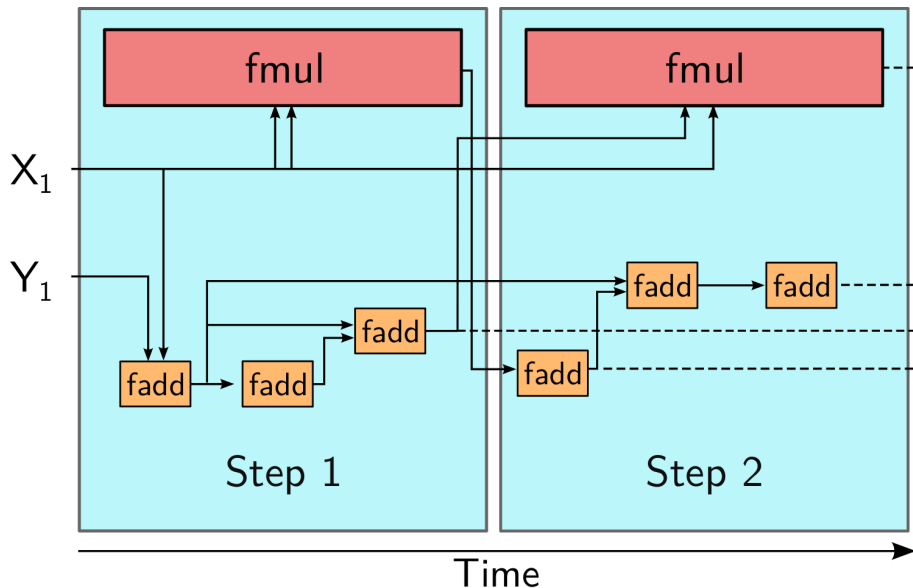 fmul
fmul
X₁
Y₁
fadd
fadd
fadd
fadd
fadd
fadd
Step 1
Step 2
Time